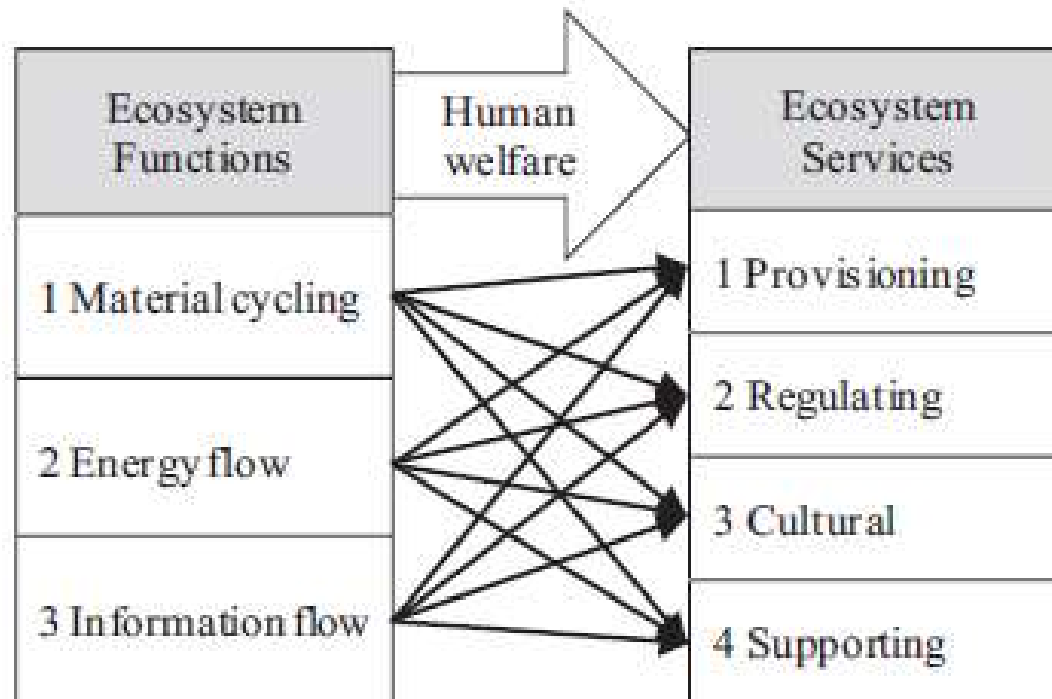 Ecosystem
Functions
Human
welfare
Ecosystem
Services
1 Material cycling
2 Energy flow
3 Information flow
1 Provisioning
2 Regulating
3 Cultural
4 Supporting